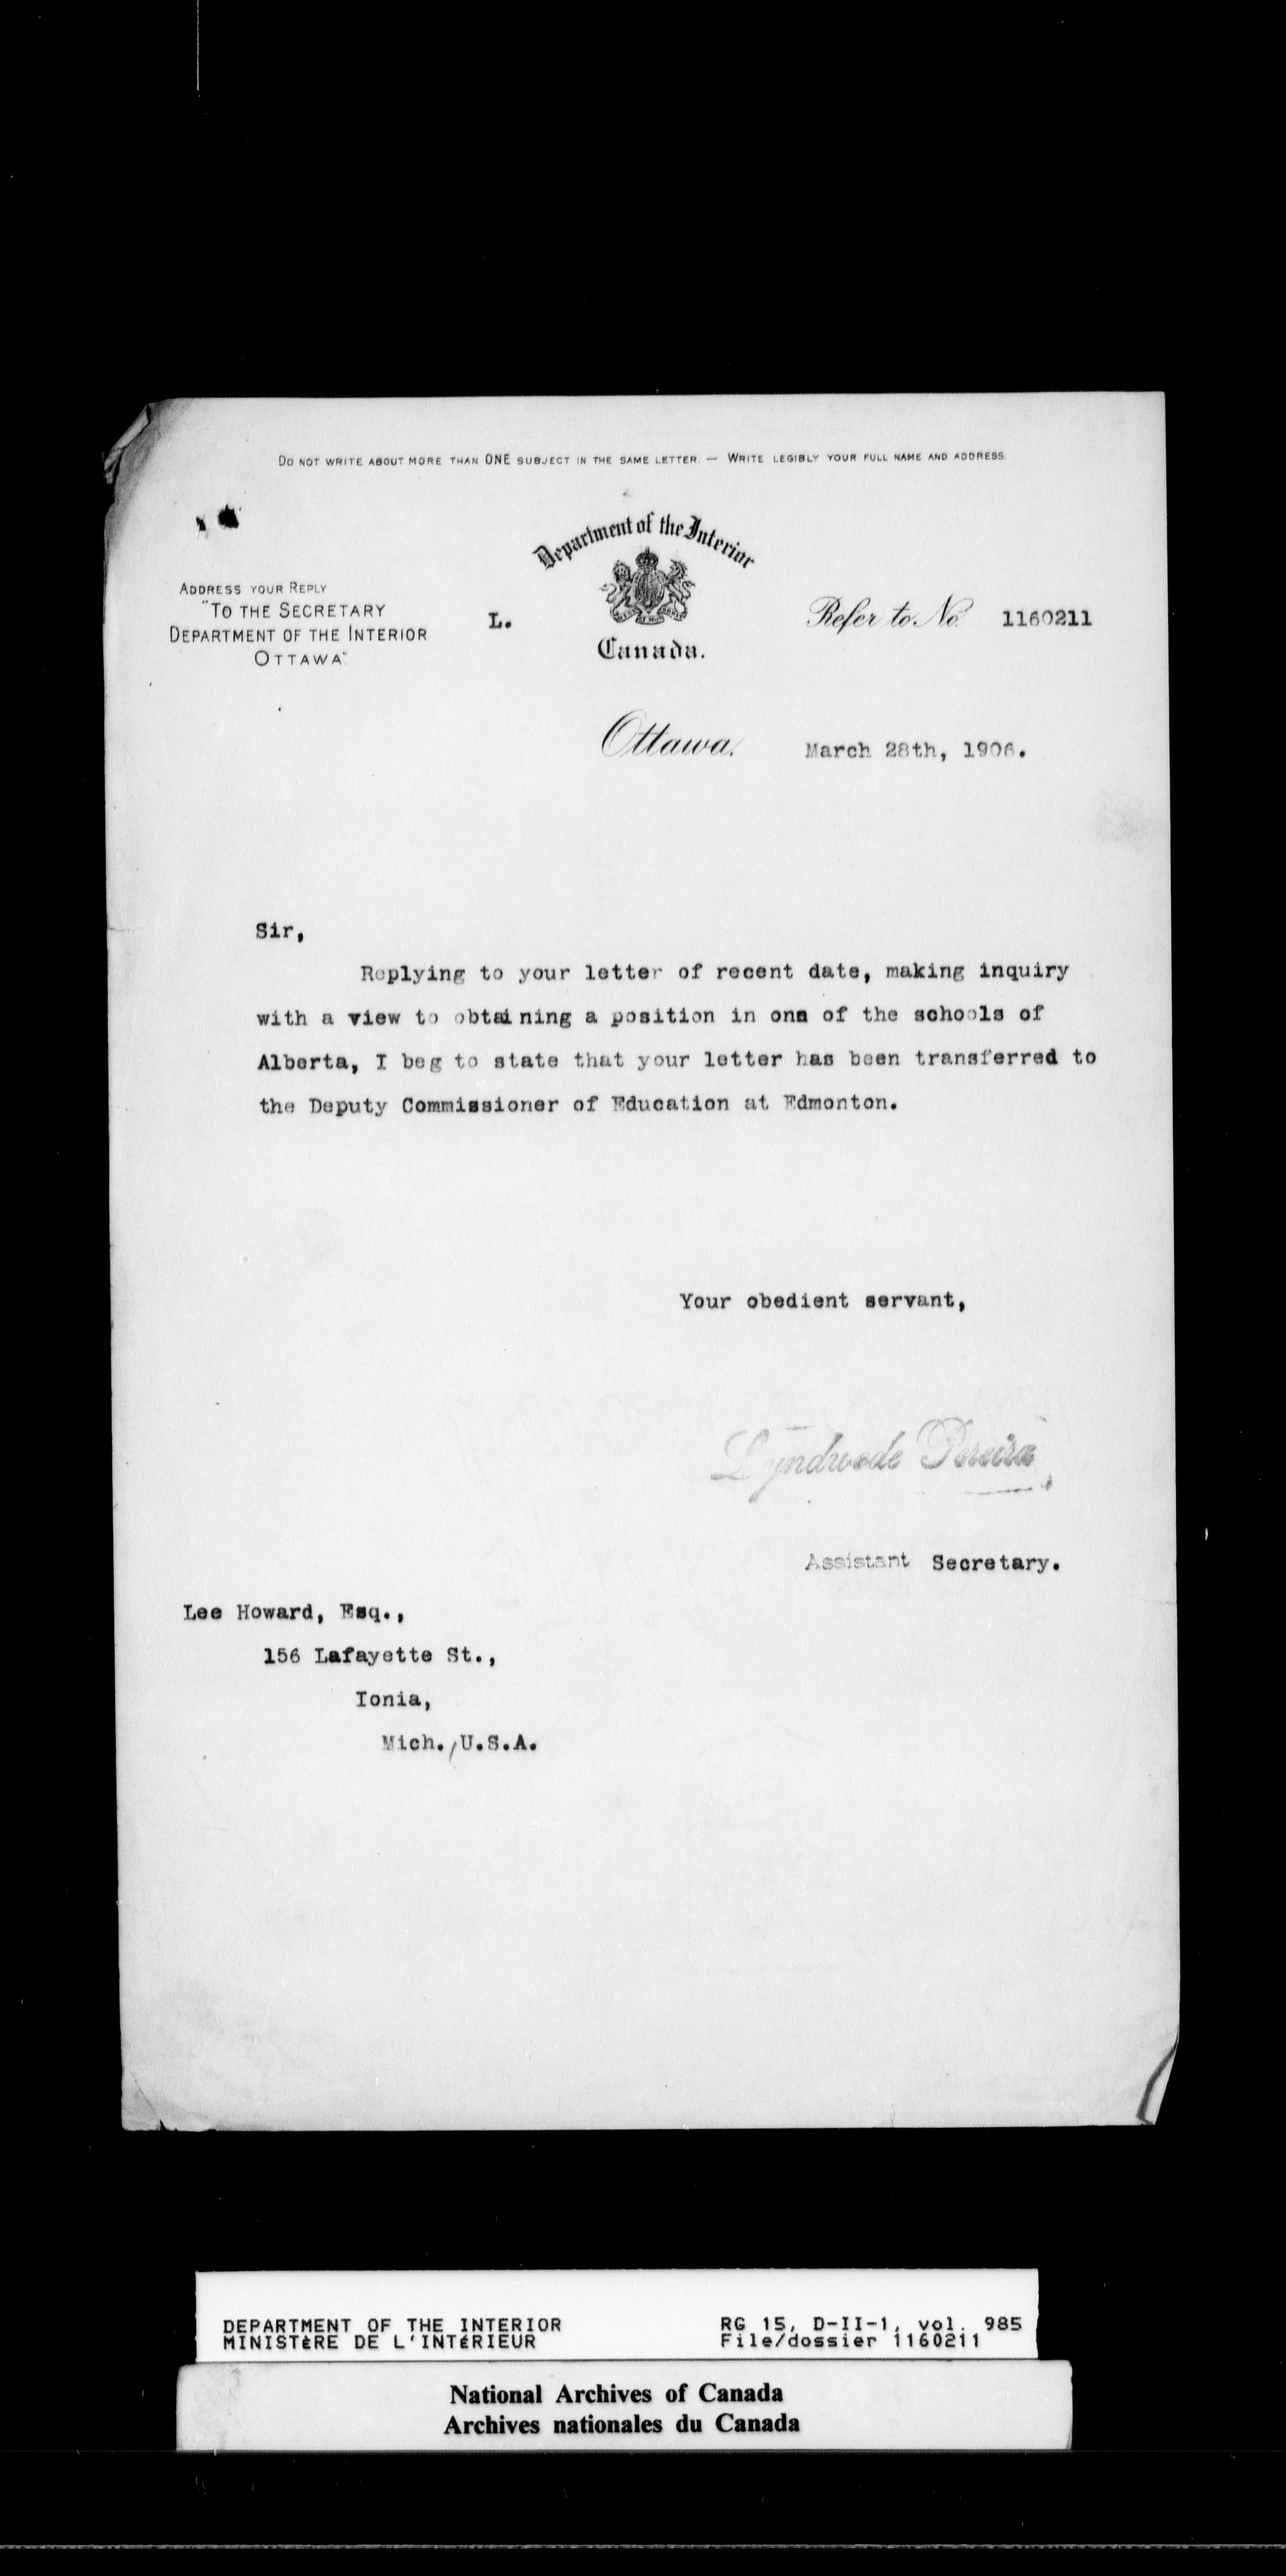 DO NOT WRITE ABOUT MORE THAN ONE SUBJECT IN THE SAME LETTER. — WRITE LEGIBLY YOUR FULL NAME AND ADDRESS.
Department of the Interior
Canada.
ADDRESS YOUR REPLY
"TO THE SECRETARY
DEPARTMENT OF THE INTERIOR
OTTAWA."
L.
Refer to No. 1160211
Ottawa, March 28th, 1906.
Sir,
Replying to your letter of recent date, making inquiry
with a view to obtaining a position in one of the schools of
Alberta, I beg to state that your letter has been transferred to
the Deputy Commissioner of Education at Edmonton.
Your obedient servant,
Lyndwode Pereira
Assistant Secretary.
Lee Howard, Esq.,
156 Lafayette St.,
Ionia,
Mich.,U.S.A.
DEPARTMENT OF THE INTERIOR RG 15, D-II-1, vol. 985
MINISTÈRE DE L'INTÉRIEUR File/dossier 1160211
National Archives of Canada
Archives nationales du Canada